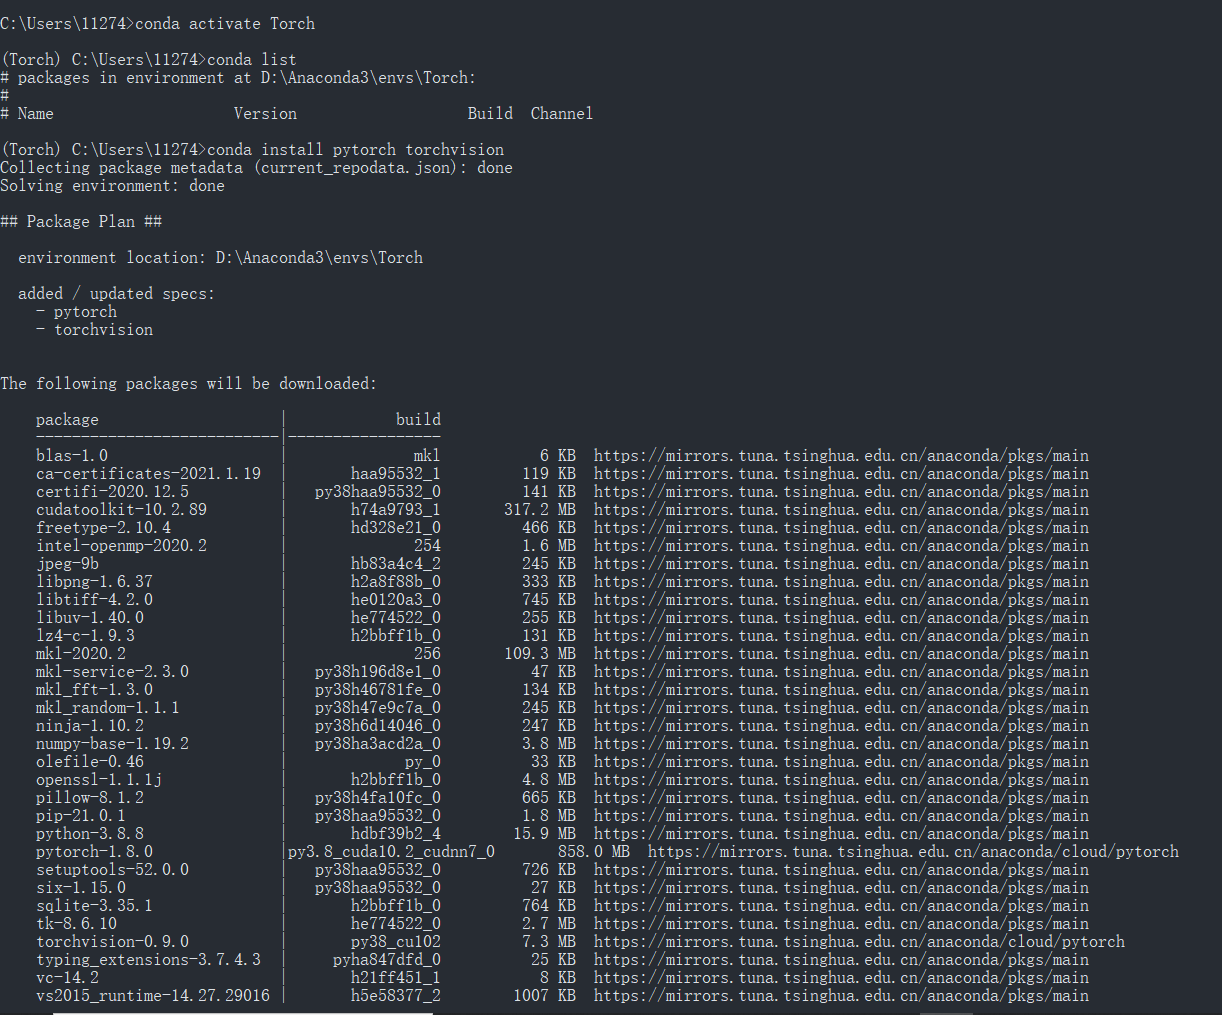 C:\Users\11274>conda activate Torch
(Torch) C:\Users\11274>conda list
# packages in environment at D:\Anaconda3\envs\Torch:
#
# Name                    Version                   Build  Channel
(Torch) C:\Users\11274>conda install pytorch torchvision
Collecting package metadata (current_repodata.json): done
Solving environment: done
## Package Plan ##
  environment location: D:\Anaconda3\envs\Torch
  added / updated specs:
    - pytorch
    - torchvision
The following packages will be downloaded:
    package                    |            build
    ---------------------------|-----------------
    blas-1.0                   |              mkl           6 KB  https://mirrors.tuna.tsinghua.edu.cn/anaconda/pkgs/main
    ca-certificates-2021.1.19  |       haa95532_1         119 KB  https://mirrors.tuna.tsinghua.edu.cn/anaconda/pkgs/main
    certifi-2020.12.5          |   py38haa95532_0         141 KB  https://mirrors.tuna.tsinghua.edu.cn/anaconda/pkgs/main
    cudatoolkit-10.2.89        |       h74a9793_1       317.2 MB  https://mirrors.tuna.tsinghua.edu.cn/anaconda/pkgs/main
    freetype-2.10.4            |       hd328e21_0         466 KB  https://mirrors.tuna.tsinghua.edu.cn/anaconda/pkgs/main
    intel-openmp-2020.2        |              254         1.6 MB  https://mirrors.tuna.tsinghua.edu.cn/anaconda/pkgs/main
    jpeg-9b                    |       hb83a4c4_2         245 KB  https://mirrors.tuna.tsinghua.edu.cn/anaconda/pkgs/main
    libpng-1.6.37              |       h2a8f88b_0         333 KB  https://mirrors.tuna.tsinghua.edu.cn/anaconda/pkgs/main
    libtiff-4.2.0              |       he0120a3_0         745 KB  https://mirrors.tuna.tsinghua.edu.cn/anaconda/pkgs/main
    libuv-1.40.0               |       he774522_0         255 KB  https://mirrors.tuna.tsinghua.edu.cn/anaconda/pkgs/main
    lz4-c-1.9.3                |       h2bbff1b_0         131 KB  https://mirrors.tuna.tsinghua.edu.cn/anaconda/pkgs/main
    mkl-2020.2                 |              256       109.3 MB  https://mirrors.tuna.tsinghua.edu.cn/anaconda/pkgs/main
    mkl-service-2.3.0          |   py38h196d8e1_0          47 KB  https://mirrors.tuna.tsinghua.edu.cn/anaconda/pkgs/main
    mkl_fft-1.3.0              |   py38h46781fe_0         134 KB  https://mirrors.tuna.tsinghua.edu.cn/anaconda/pkgs/main
    mkl_random-1.1.1           |   py38h47e9c7a_0         245 KB  https://mirrors.tuna.tsinghua.edu.cn/anaconda/pkgs/main
    ninja-1.10.2               |   py38h6d14046_0         247 KB  https://mirrors.tuna.tsinghua.edu.cn/anaconda/pkgs/main
    numpy-base-1.19.2          |   py38ha3acd2a_0         3.8 MB  https://mirrors.tuna.tsinghua.edu.cn/anaconda/pkgs/main
    olefile-0.46               |             py_0          33 KB  https://mirrors.tuna.tsinghua.edu.cn/anaconda/pkgs/main
    openssl-1.1.1j             |       h2bbff1b_0         4.8 MB  https://mirrors.tuna.tsinghua.edu.cn/anaconda/pkgs/main
    pillow-8.1.2               |   py38h4fa10fc_0         665 KB  https://mirrors.tuna.tsinghua.edu.cn/anaconda/pkgs/main
    pip-21.0.1                 |   py38haa95532_0         1.8 MB  https://mirrors.tuna.tsinghua.edu.cn/anaconda/pkgs/main
    python-3.8.8               |       hdbf39b2_4        15.9 MB  https://mirrors.tuna.tsinghua.edu.cn/anaconda/pkgs/main
    pytorch-1.8.0              |py3.8_cuda10.2_cudnn7_0       858.0 MB  https://mirrors.tuna.tsinghua.edu.cn/anaconda/cloud/pytorch
    setuptools-52.0.0          |   py38haa95532_0         726 KB  https://mirrors.tuna.tsinghua.edu.cn/anaconda/pkgs/main
    six-1.15.0                 |   py38haa95532_0          27 KB  https://mirrors.tuna.tsinghua.edu.cn/anaconda/pkgs/main
    sqlite-3.35.1              |       h2bbff1b_0         764 KB  https://mirrors.tuna.tsinghua.edu.cn/anaconda/pkgs/main
    tk-8.6.10                  |       he774522_0         2.7 MB  https://mirrors.tuna.tsinghua.edu.cn/anaconda/pkgs/main
    torchvision-0.9.0          |       py38_cu102         7.3 MB  https://mirrors.tuna.tsinghua.edu.cn/anaconda/cloud/pytorch
    typing_extensions-3.7.4.3  |     pyha847dfd_0          25 KB  https://mirrors.tuna.tsinghua.edu.cn/anaconda/pkgs/main
    vc-14.2                    |       h21ff451_1           8 KB  https://mirrors.tuna.tsinghua.edu.cn/anaconda/pkgs/main
    vs2015_runtime-14.27.29016 |       h5e58377_2        1007 KB  https://mirrors.tuna.tsinghua.edu.cn/anaconda/pkgs/main